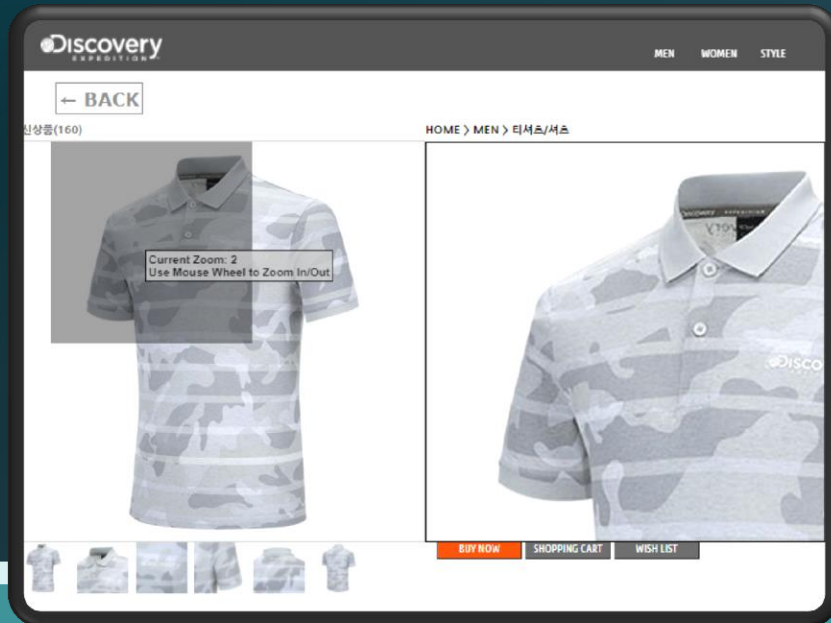 DISCOVERY
EXPEDITION
MEN WOMEN STYLE
← BACK
신상품(160)
HOME 〉 MEN 〉 티셔츠/셔츠
Current Zoom: 2
Use Mouse Wheel to Zoom In/Out
DISCO
BUY NOW SHOPPING CART WISH LIST